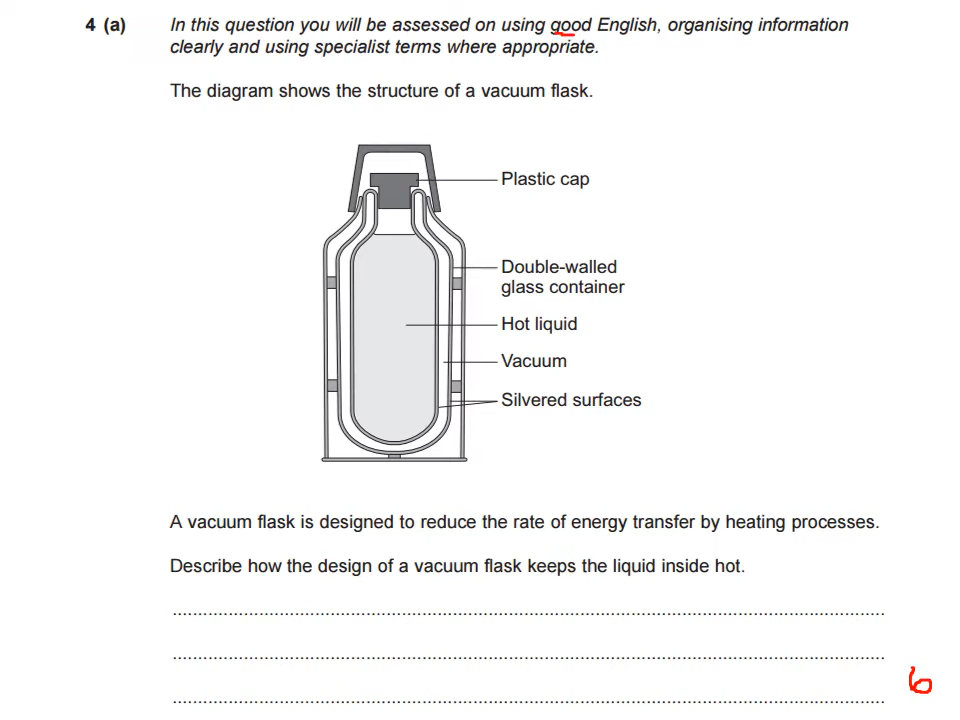 4 (a) In this question you will be assessed on using good English, organising information
clearly and using specialist terms where appropriate.
The diagram shows the structure of a vacuum flask.
Plastic cap
Double-walled
glass container
Hot liquid
Vacuum
Silvered surfaces
A vacuum flask is designed to reduce the rate of energy transfer by heating processes.
Describe how the design of a vacuum flask keeps the liquid inside hot.
6